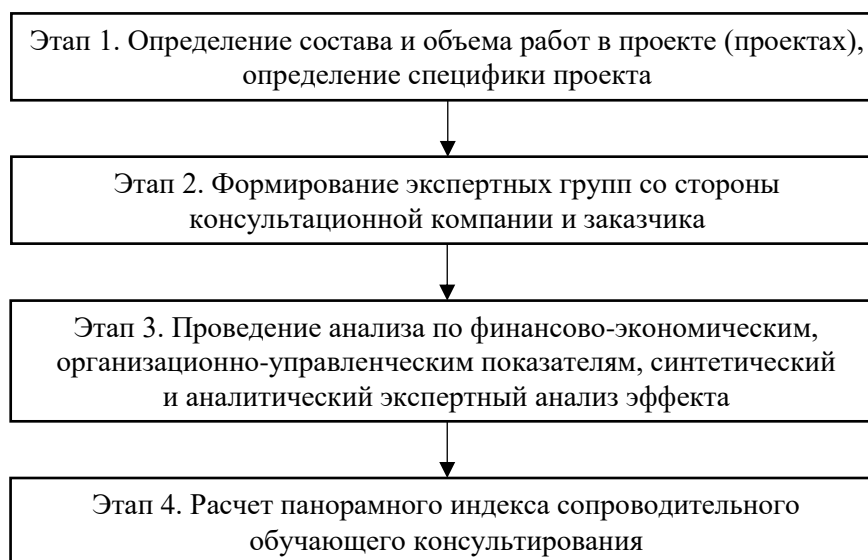 Этап 1. Определение состава и объема работ в проекте (проектах),
определение специфики проекта
Этап 2. Формирование экспертных групп со стороны
консультационной компании и заказчика
Этап 3. Проведение анализа по финансово-экономическим,
организационно-управленческим показателям, синтетический
и аналитический экспертный анализ эффекта
Этап 4. Расчет панорамного индекса сопроводительного
обучающего консультирования